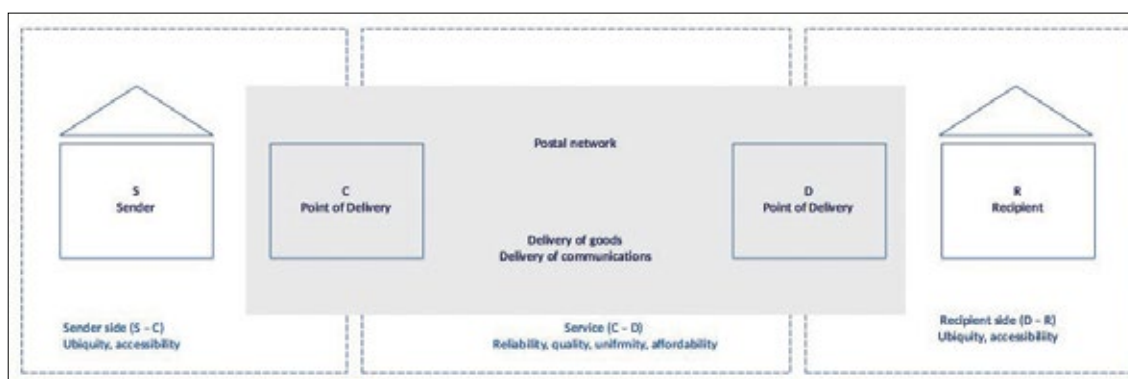 Postal network
S
Sender
C
Point of Delivery
D
Point of Delivery
R
Recipient
Delivery of goods
Delivery of communications
Sender side (S – C)
Ubiquity, accessibility
Service (C – D)
Reliability, quality, unifrmity, affordability
Recipient side (D – R)
Ubiquity, accessibility